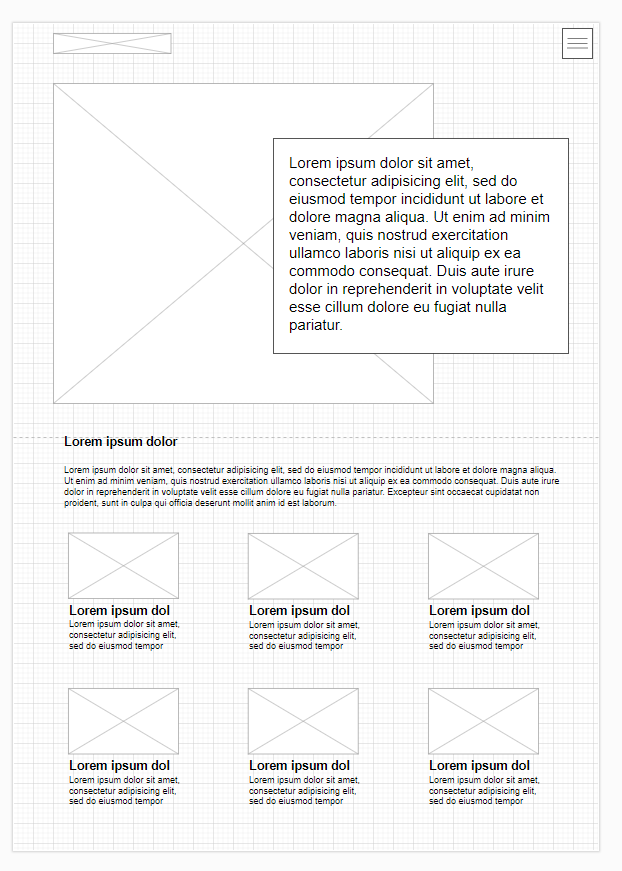 Lorem ipsum dolor sit amet,
consectetur adipisicing elit, sed do
eiusmod tempor incididunt ut labore et
dolore magna aliqua. Ut enim ad minim
veniam, quis nostrud exercitation
ullamco laboris nisi ut aliquip ex ea
commodo consequat. Duis aute irure
dolor in reprehenderit in voluptate velit
esse cillum dolore eu fugiat nulla
pariatur.
Lorem ipsum dolor
Lorem ipsum dolor sit amet, consectetur adipisicing elit, sed do eiusmod tempor incididunt ut labore et dolore magna aliqua.
Ut enim ad minim veniam, quis nostrud exercitation ullamco laboris nisi ut aliquip ex ea commodo consequat. Duis aute irure
dolor in reprehenderit in voluptate velit esse cillum dolore eu fugiat nulla pariatur. Excepteur sint occaecat cupidatat non
proident, sunt in culpa qui officia deserunt mollit anim id est laborum.
Lorem ipsum dol
Lorem ipsum dolor sit amet,
consectetur adipisicing elit,
sed do eiusmod tempor
Lorem ipsum dol
Lorem ipsum dolor sit amet,
consectetur adipisicing elit,
sed do eiusmod tempor
Lorem ipsum dol
Lorem ipsum dolor sit amet,
consectetur adipisicing elit,
sed do eiusmod tempor
Lorem ipsum dol
Lorem ipsum dolor sit amet,
consectetur adipisicing elit,
sed do eiusmod tempor
Lorem ipsum dol
Lorem ipsum dolor sit amet,
consectetur adipisicing elit,
sed do eiusmod tempor
Lorem ipsum dol
Lorem ipsum dolor sit amet,
consectetur adipisicing elit,
sed do eiusmod tempor